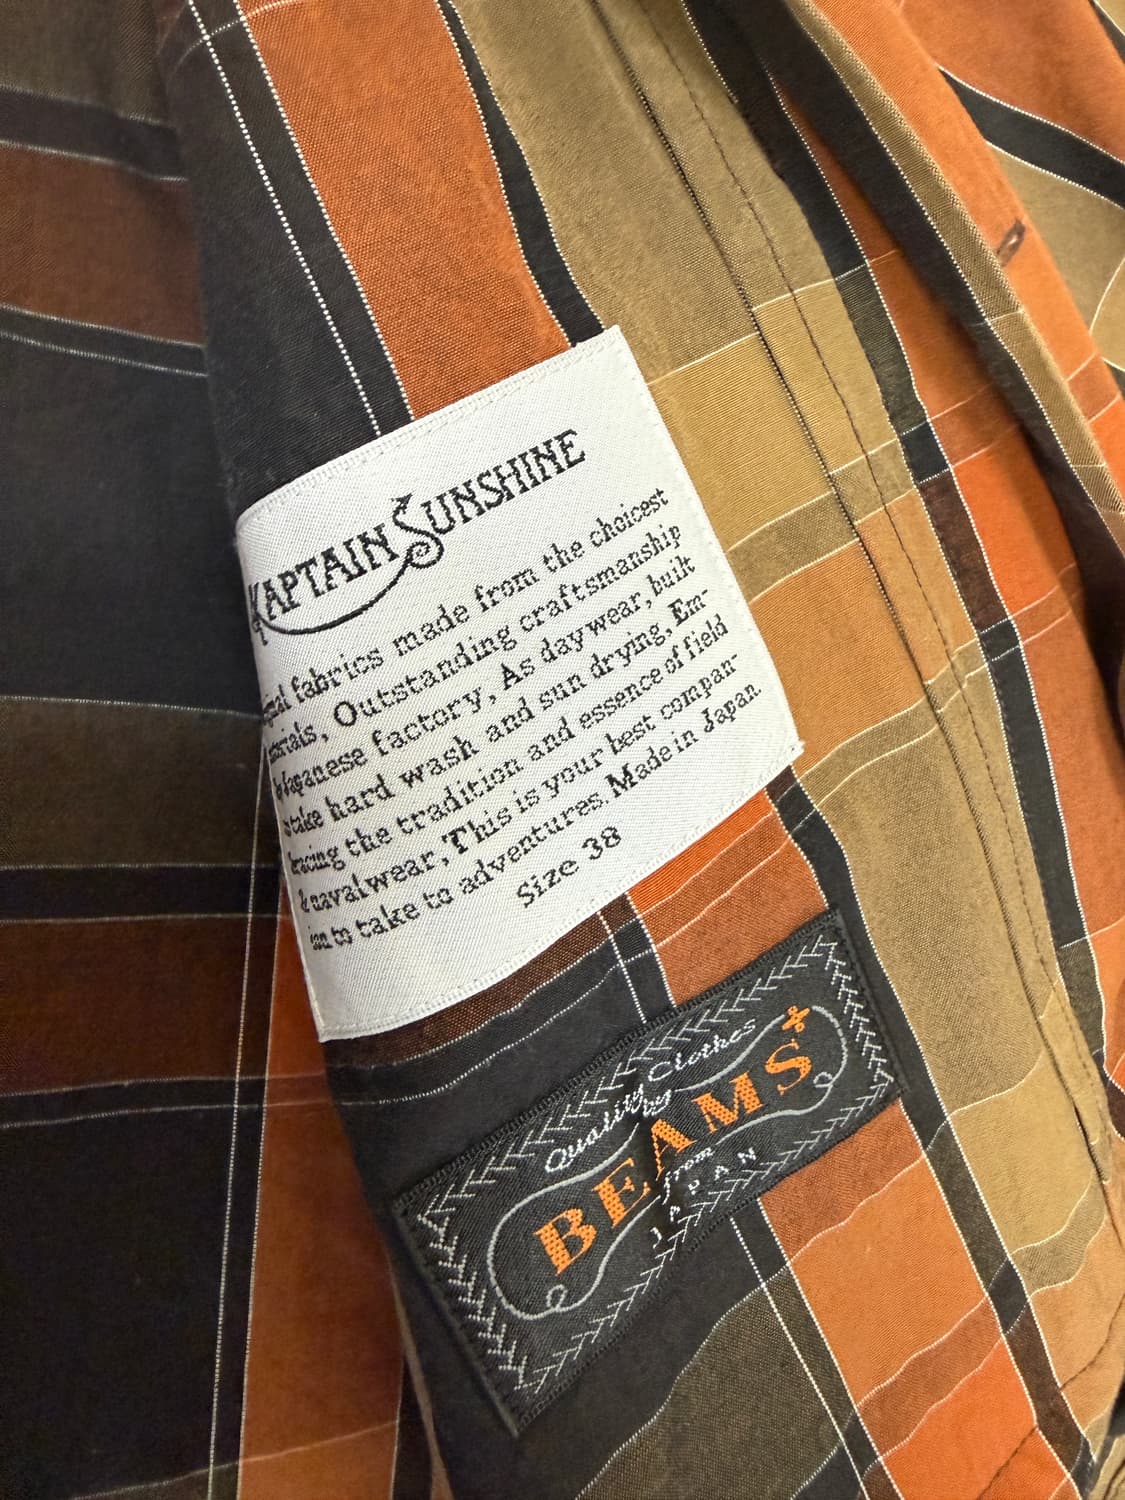 KAPTAIN SUNSHINE
fabrics made from the choicest
materials, Outstanding craftsmanship
Japanese factory, As daywear, built
to take hard wash and sun drying, Em-
bracing the tradition and essence of field
& navalwear, This is your best compan-
ion to take to adventures. Made in Japan.
Size 38
Quality Clothes
by
BEAMS+
from
JAPAN